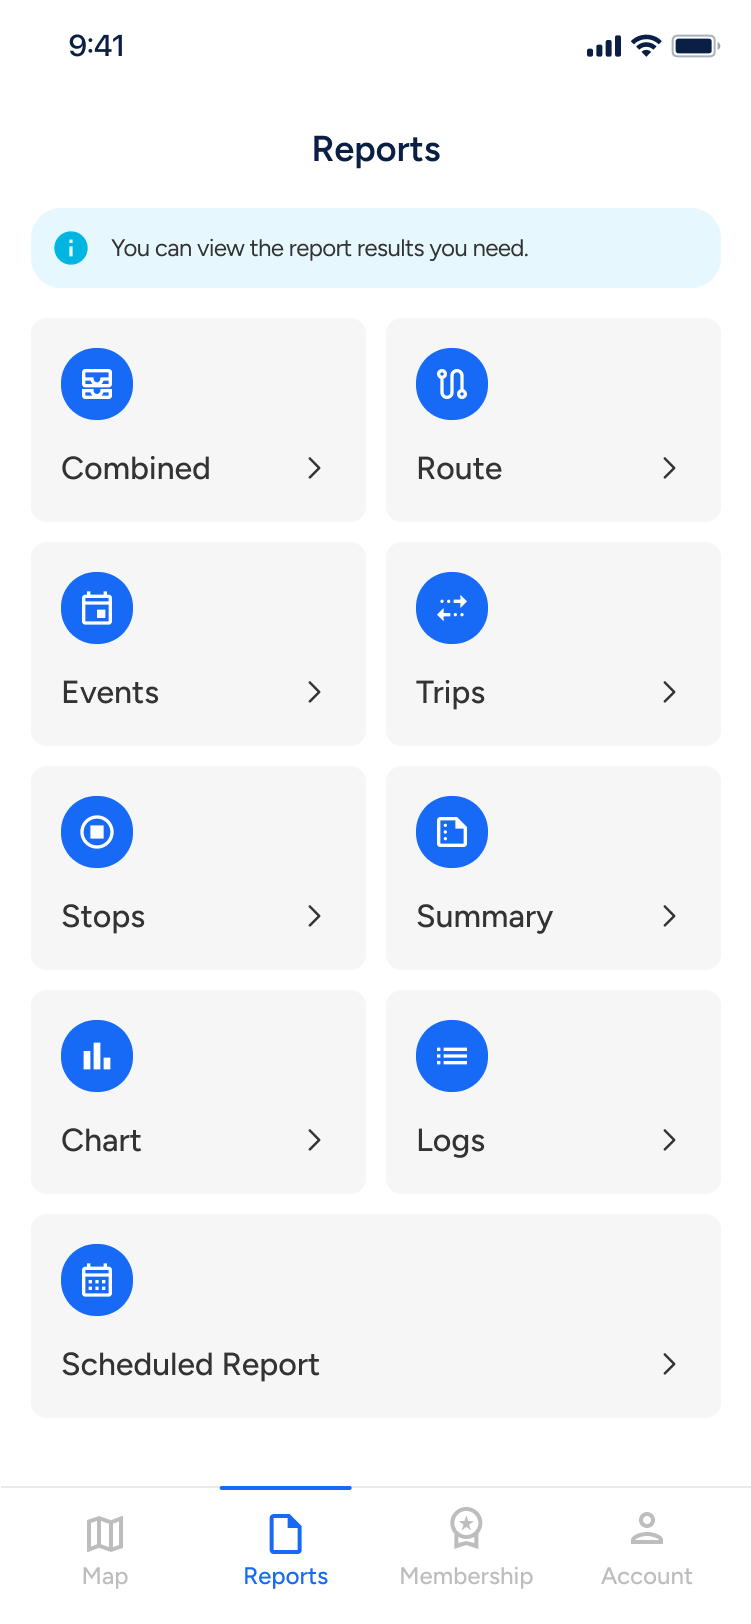 9:41
Reports
You can view the report results you need.
Combined
Route
Events
Trips
Stops
Summary
Chart
Logs
Scheduled Report
Map
Reports
Membership
Account